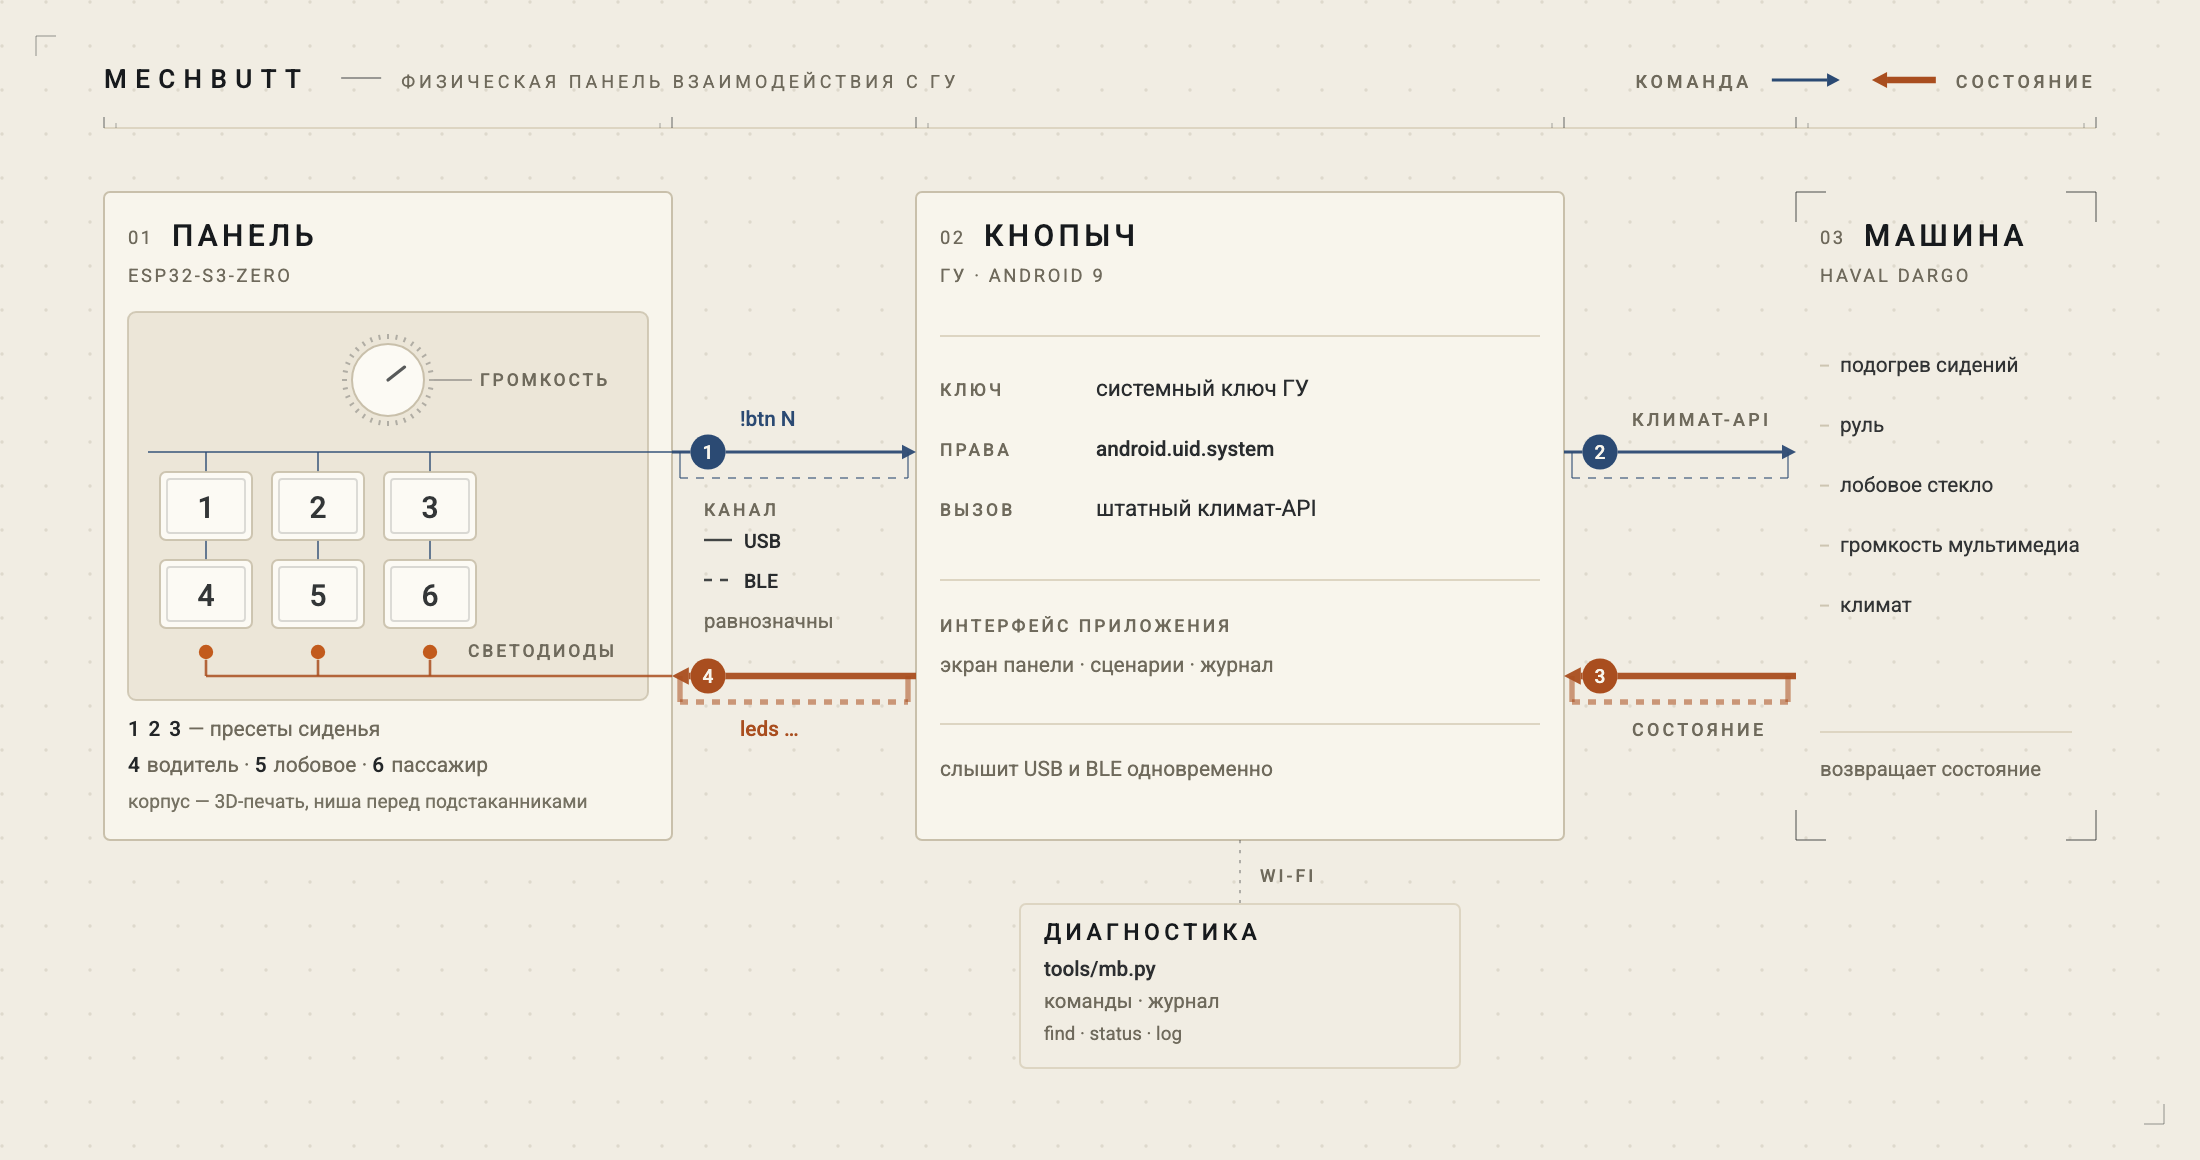 MECHBUTT — ФИЗИЧЕСКАЯ ПАНЕЛЬ ВЗАИМОДЕЙСТВИЯ С ГУ
КОМАНДА
СОСТОЯНИЕ
01 ПАНЕЛЬ
ESP32-S3-ZERO
ГРОМКОСТЬ
1 2 3
4 5 6
СВЕТОДИОДЫ
1 2 3 — пресеты сиденья
4 водитель · 5 лобовое · 6 пассажир
корпус — 3D-печать, ниша перед подстаканниками
!btn N
1
КАНАЛ
USB
BLE
равнозначны
4
leds ...
02 КНОПЫЧ
ГУ · ANDROID 9
КЛЮЧ системный ключ ГУ
ПРАВА android.uid.system
ВЫЗОВ штатный климат-API
ИНТЕРФЕЙС ПРИЛОЖЕНИЯ
экран панели · сценарии · журнал
слышит USB и BLE одновременно
КЛИМАТ-API
2
3
СОСТОЯНИЕ
03 МАШИНА
HAVAL DARGO
– подогрев сидений
– руль
– лобовое стекло
– громкость мультимедиа
– климат
возвращает состояние
WI-FI
ДИАГНОСТИКА
tools/mb.py
команды · журнал
find · status · log